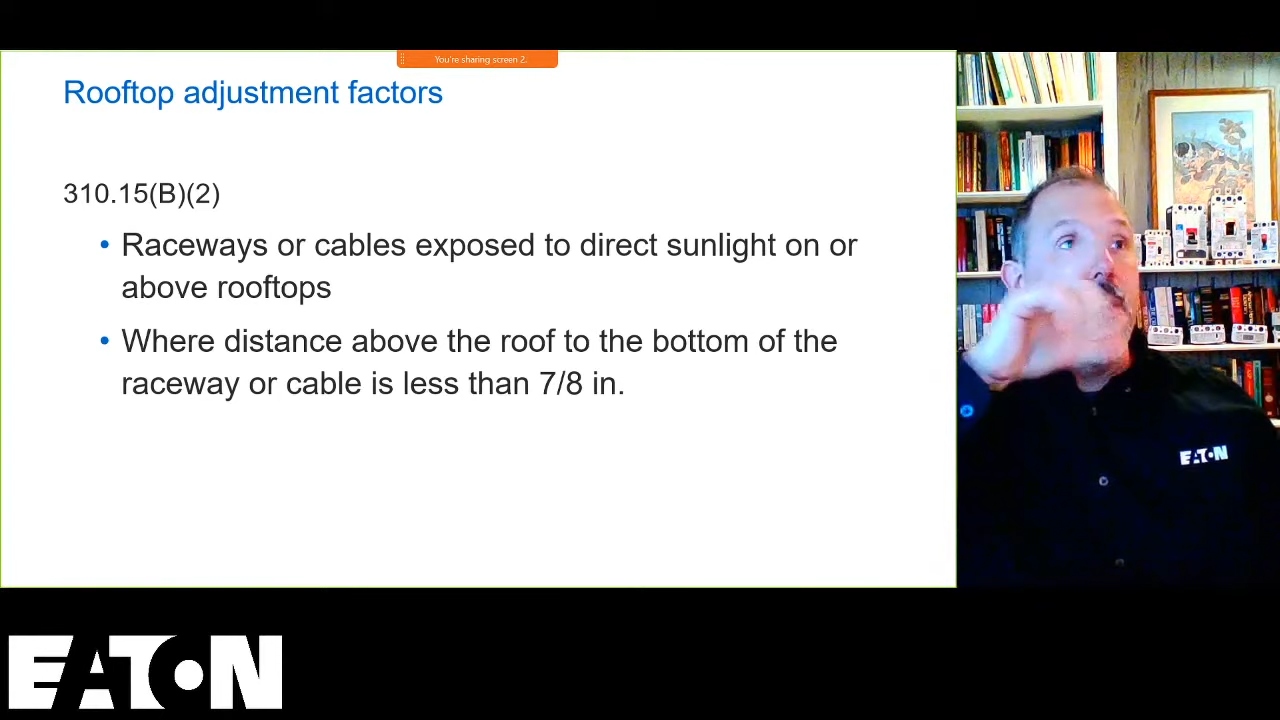 You're sharing screen 2.
Rooftop adjustment factors
310.15(B)(2)
• Raceways or cables exposed to direct sunlight on or
above rooftops
• Where distance above the roof to the bottom of the
raceway or cable is less than 7/8 in.
EATON
EATON